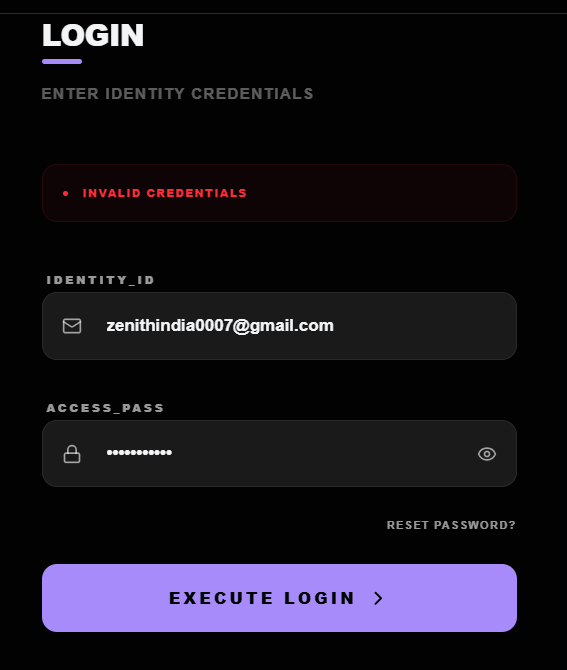 LOGIN
ENTER IDENTITY CREDENTIALS
• INVALID CREDENTIALS
IDENTITY_ID
zenithindia0007@gmail.com
ACCESS_PASS
•••••••••••
RESET PASSWORD?
EXECUTE LOGIN >